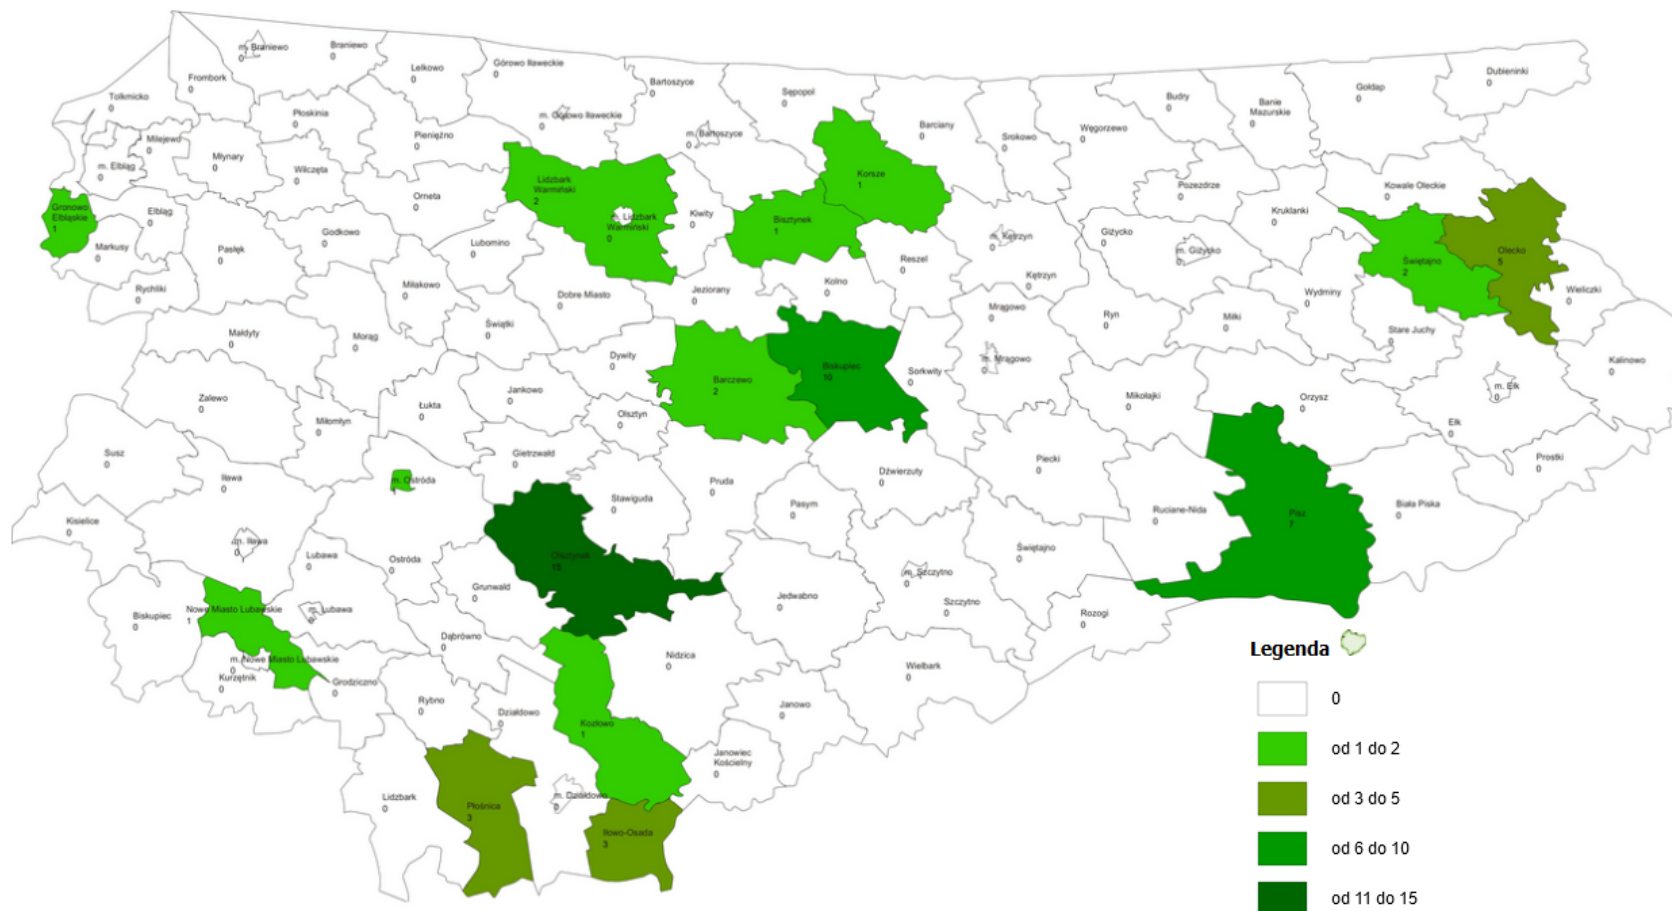 m. Braniewo
0
Braniewo
0
Lelkowo
0
Górowo Iławeckie
0
Bartoszyce
0
Sępopol
0
Budry
0
Banie
Mazurskie
0
Gołdap
0
Dubieninki
0
Frombork
0
Tolkmicko
0
Płoskinia
0
Pieniężno
0
m. Górowo Iławeckie
0
m. Bartoszyce
0
Barciany
0
Srokowo
0
Węgorzewo
0
Milejewo
0
m. Elbląg
0
Młynary
0
Wilczęta
0
Orneta
0
Lidzbark
Warmiński
2
m. Lidzbark
Warmiński
0
Kiwity
0
Korsze
1
Bisztynek
1
Pozezdrze
0
Kruklanki
0
Kowale Oleckie
0
Gronowo
Elbląskie
1
Elbląg
0
Markusy
0
Pasłęk
0
Godkowo
0
Lubomino
0
m. Kętrzyn
0
Kętrzyn
0
Giżycko
0
m. Giżycko
0
Świętajno
2
Olecko
5
Rychliki
0
Miłakowo
0
Dobre Miasto
0
Jeziorany
0
Kolno
0
Reszel
0
Wydminy
0
Wieliczki
0
Małdyty
0
Morąg
0
Świątki
0
Mrągowo
0
Ryn
0
Miłki
0
Stare Juchy
0
Dywity
0
Barczewo
2
Biskupiec
10
Sorkwity
0
m. Mrągowo
0
Kalinowo
0
Zalewo
0
Miłomłyn
0
Łukta
0
Jankowo
0
Olsztyn
0
Mikołajki
0
Orzysz
0
m. Ełk
0
Ełk
0
Susz
0
Iława
0
m. Ostróda
1
Gietrzwałd
0
Stawiguda
0
Pruda
0
Dźwierzuty
0
Piecki
0
Prostki
0
Kisielice
0
m. Iława
0
Pasym
0
Ruciane-Nida
0
Pisz
7
Biała Piska
0
Lubawa
0
Ostróda
0
Olsztynek
15
Świętajno
0
Grunwald
0
Jedwabno
0
m. Szczytno
0
Szczytno
0
Rozogi
0
Biskupiec
0
Nowe Miasto Lubawskie
1
m. Lubawa
0
Dąbrówno
0
Nidzica
0
Wielbark
0
m. Nowe Miasto Lubawskie
0
Kurzętnik
0
Grodziczno
0
Rybno
0
Działdowo
0
Kozłowo
1
Janowo
0
Janowiec
Kościelny
0
Lidzbark
0
Płośnica
3
m. Działdowo
0
Iłowo-Osada
3
Legenda
0
od 1 do 2
od 3 do 5
od 6 do 10
od 11 do 15